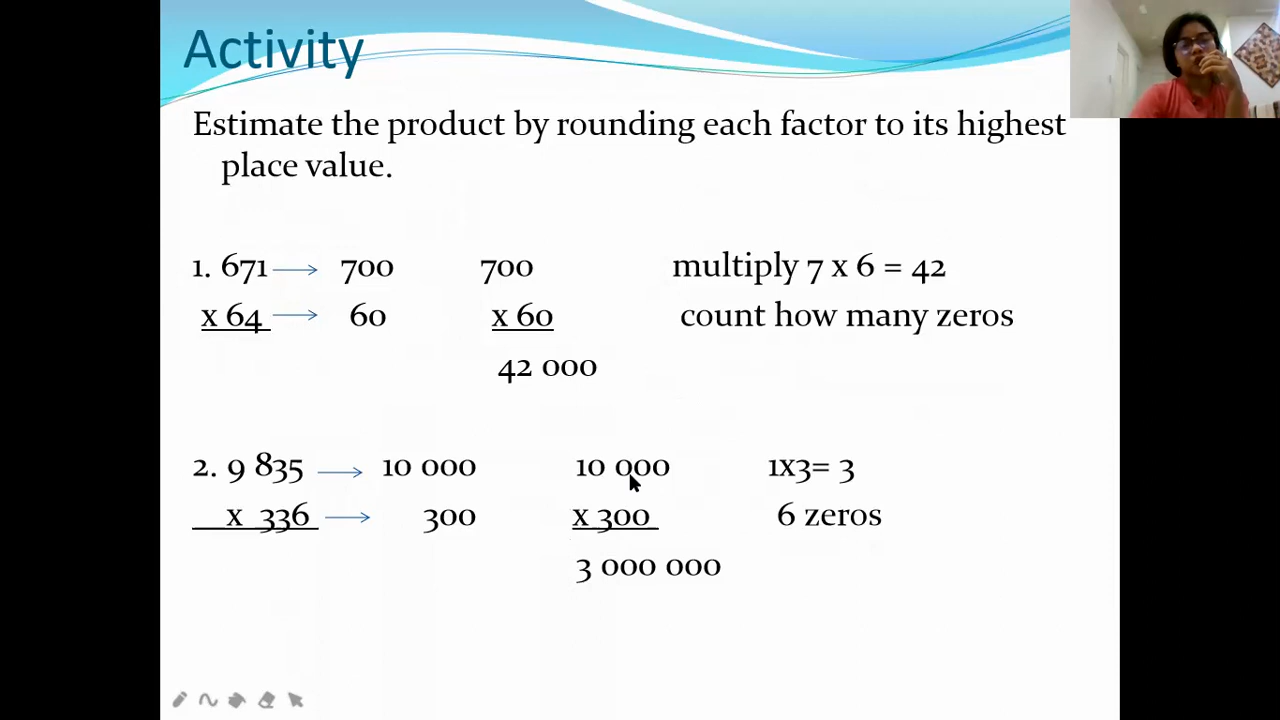 Activity
Estimate the product by rounding each factor to its highest
place value.
1. 671 → 700 700 multiply 7 x 6 = 42
x 64 → 60 x 60 count how many zeros
42 000
2. 9 835 → 10 000 10 000 1x3= 3
x 336 → 300 x 300 6 zeros
3 000 000